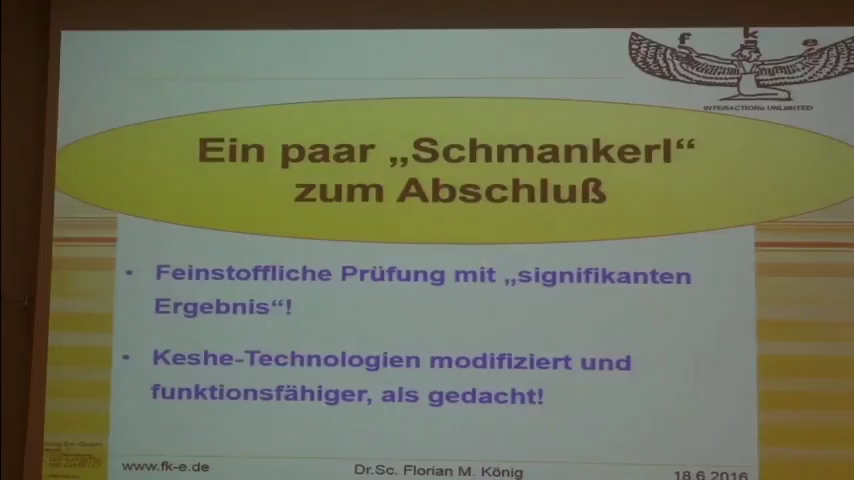 f k e
INTERACTIONs UNLIMITED
Ein paar „Schmankerl“
zum Abschluß
• Feinstoffliche Prüfung mit „signifikanten
Ergebnis“!
• Keshe-Technologien modifiziert und
funktionsfähiger, als gedacht!
www.fk-e.de
Dr.Sc. Florian M. König
18.6.2016